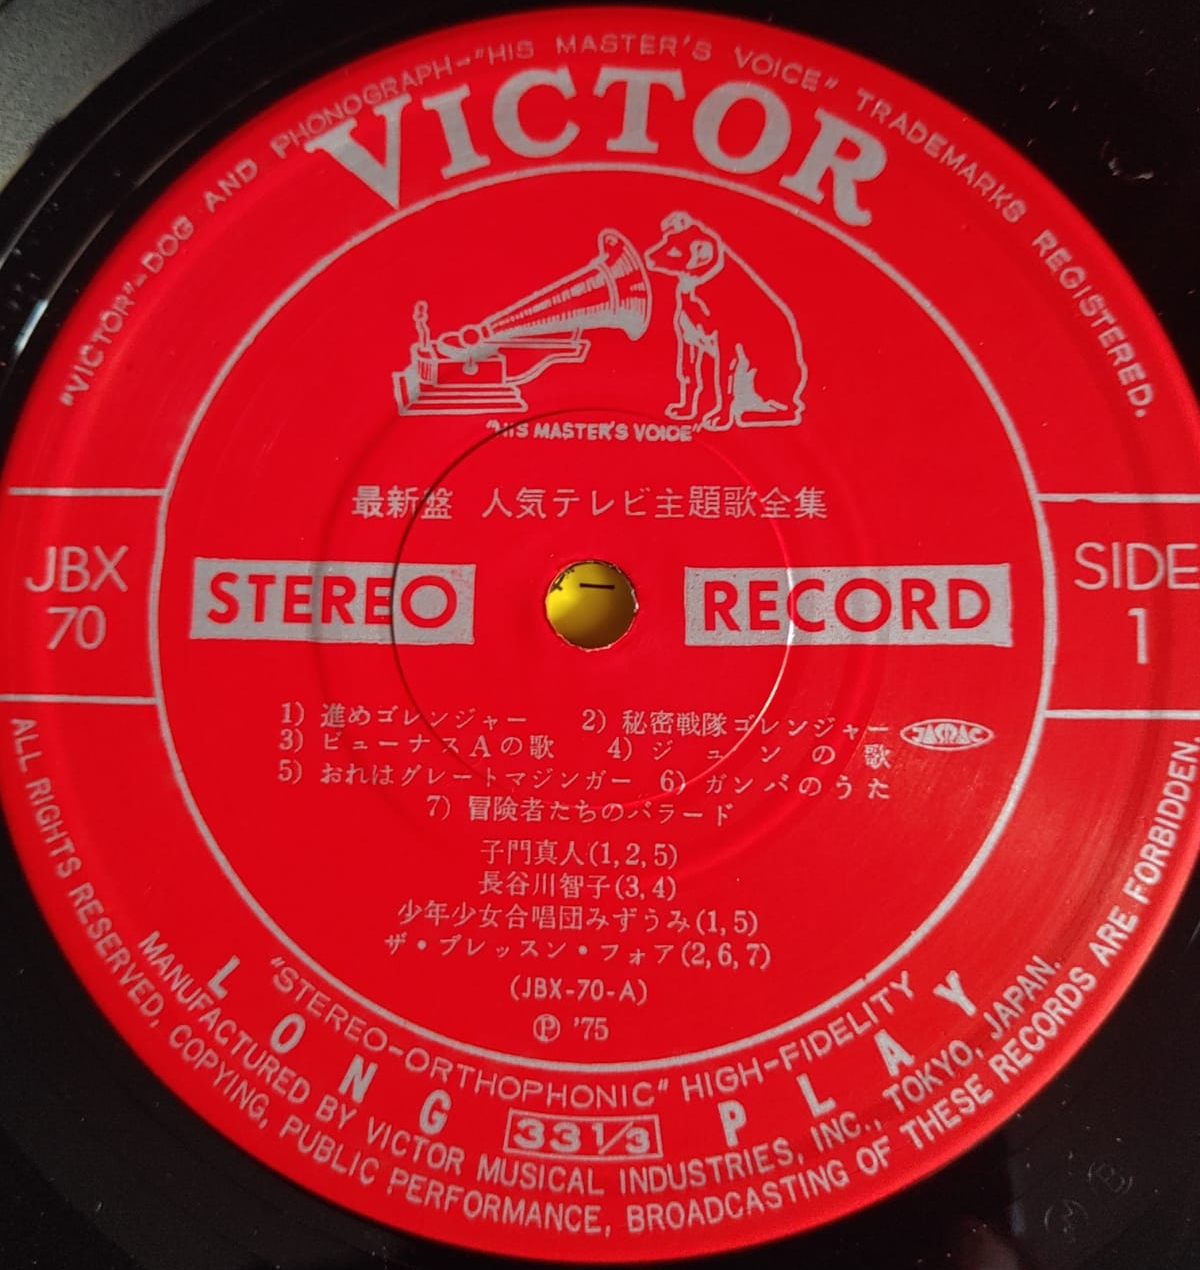 "VICTOR"-DOG AND PHONOGRAPH-"HIS MASTER'S VOICE" TRADEMARKS REGISTERED.
VICTOR
"HIS MASTER'S VOICE"
最新盤 人気テレビ主題歌全集
JBX
70
STEREO RECORD
SIDE
1
1) 進めゴレンジャー 2) 秘密戦隊ゴレンジャー JASRAC
3) ビューナスAの歌 4) ジュンの歌
5) おれはグレートマジンガー 6) ガンバのうた
7) 冒険者たちのバラード
子門真人(1,2,5)
長谷川智子(3,4)
少年少女合唱団みずうみ(1,5)
ザ・ブレッスン・フォア(2,6,7)
(JBX-70-A)
Ⓟ '75
"STEREO-ORTHOPHONIC" HIGH-FIDELITY
LONG PLAY
33 1/3
MANUFACTURED BY VICTOR MUSICAL INDUSTRIES, INC., TOKYO, JAPAN.
ALL RIGHTS RESERVED, COPYING, PUBLIC PERFORMANCE, BROADCASTING OF THESE RECORDS ARE FORBIDDEN.